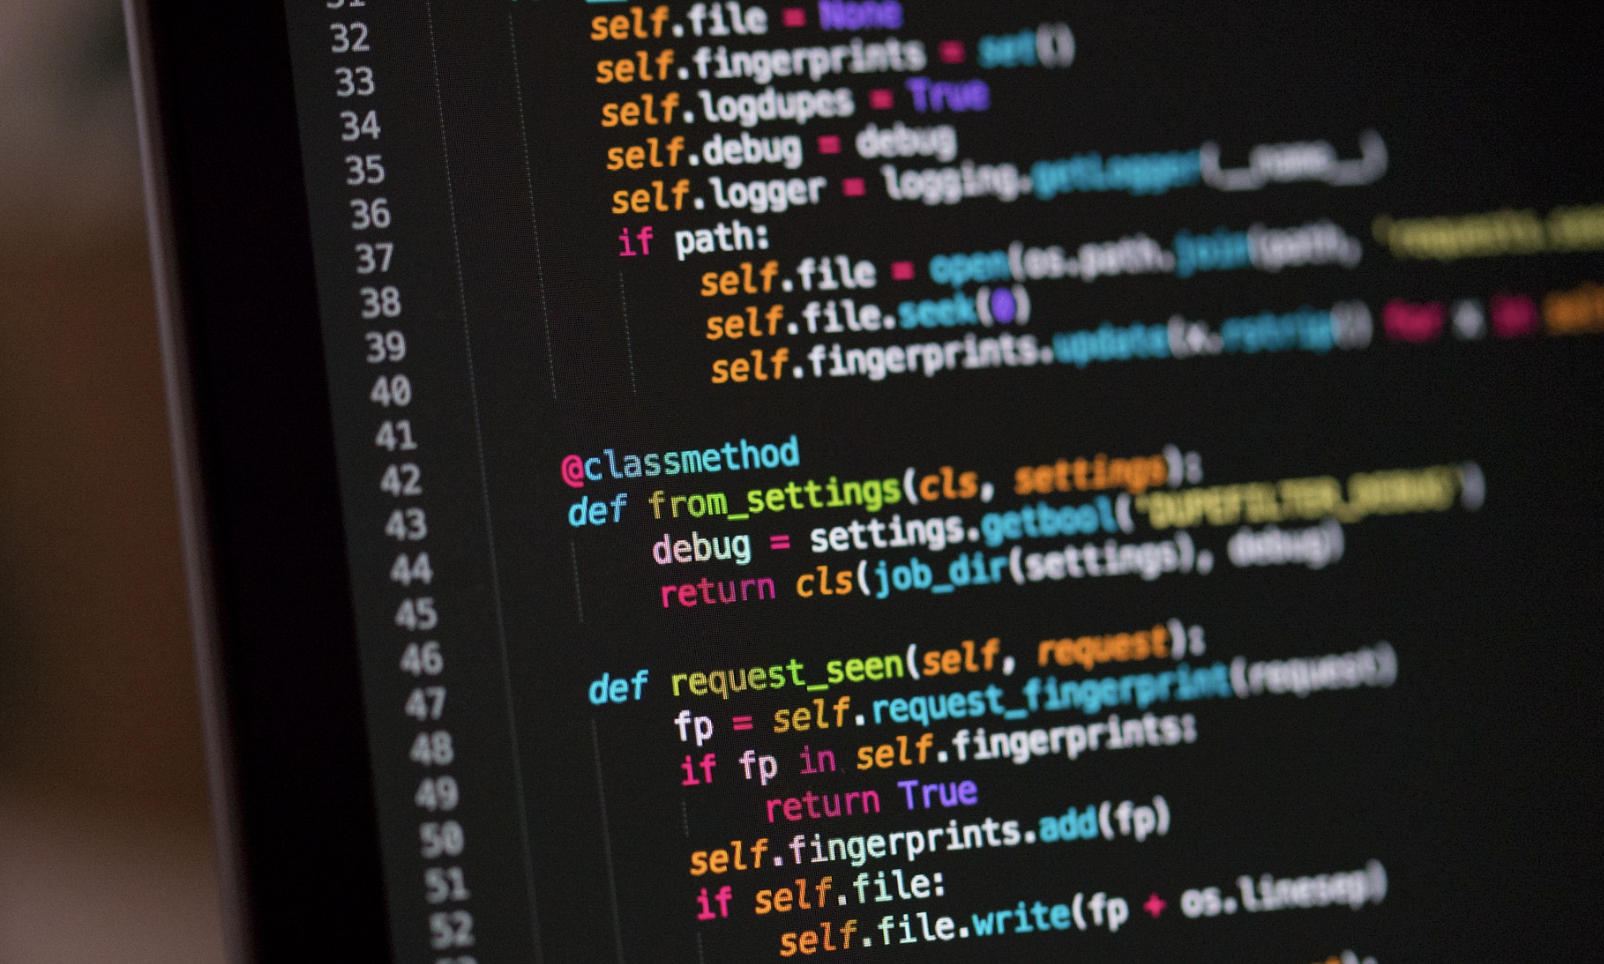 31
32 self.file = None
33 self.fingerprints = set()
34 self.logdupes = True
35 self.debug = debug
36 self.logger = logging.getLogger(__name__)
37 if path:
38 self.file = open(os.path.join(path, 'requests.seen
39 self.file.seek(0)
40 self.fingerprints.update(x.rstrip() for x in self
41
42 @classmethod
43 def from_settings(cls, settings):
44 debug = settings.getbool('DUPEFILTER_DEBUG')
45 return cls(job_dir(settings), debug)
46
47 def request_seen(self, request):
48 fp = self.request_fingerprint(request)
49 if fp in self.fingerprints:
50 return True
51 self.fingerprints.add(fp)
52 if self.file:
self.file.write(fp + os.linesep)